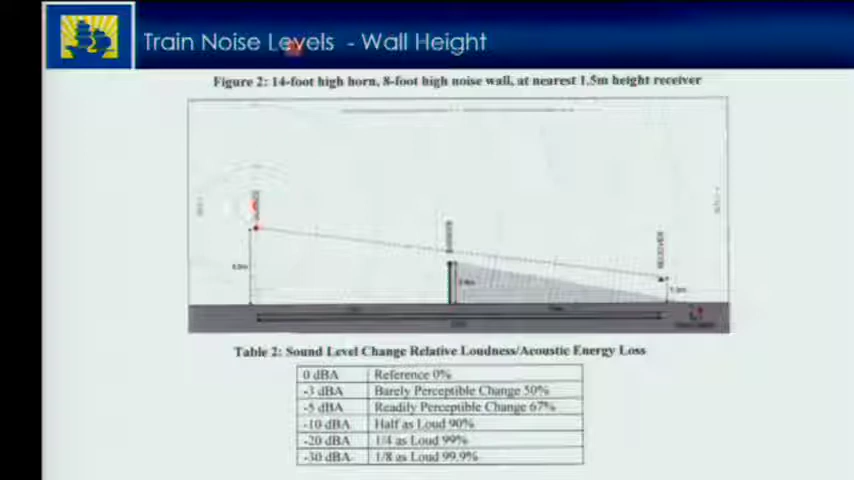 Train Noise Levels - Wall Height
Figure 2: 14-foot high horn, 8-foot high noise wall, at nearest 1.5m height receiver
BARRIER
RECEIVER
Table 2: Sound Level Change Relative Loudness/Acoustic Energy Loss
0 dBA Reference 0%
-3 dBA Barely Perceptible Change 50%
-5 dBA Readily Perceptible Change 67%
-10 dBA Half as Loud 90%
-20 dBA 1/4 as Loud 99%
-30 dBA 1/8 as Loud 99.9%